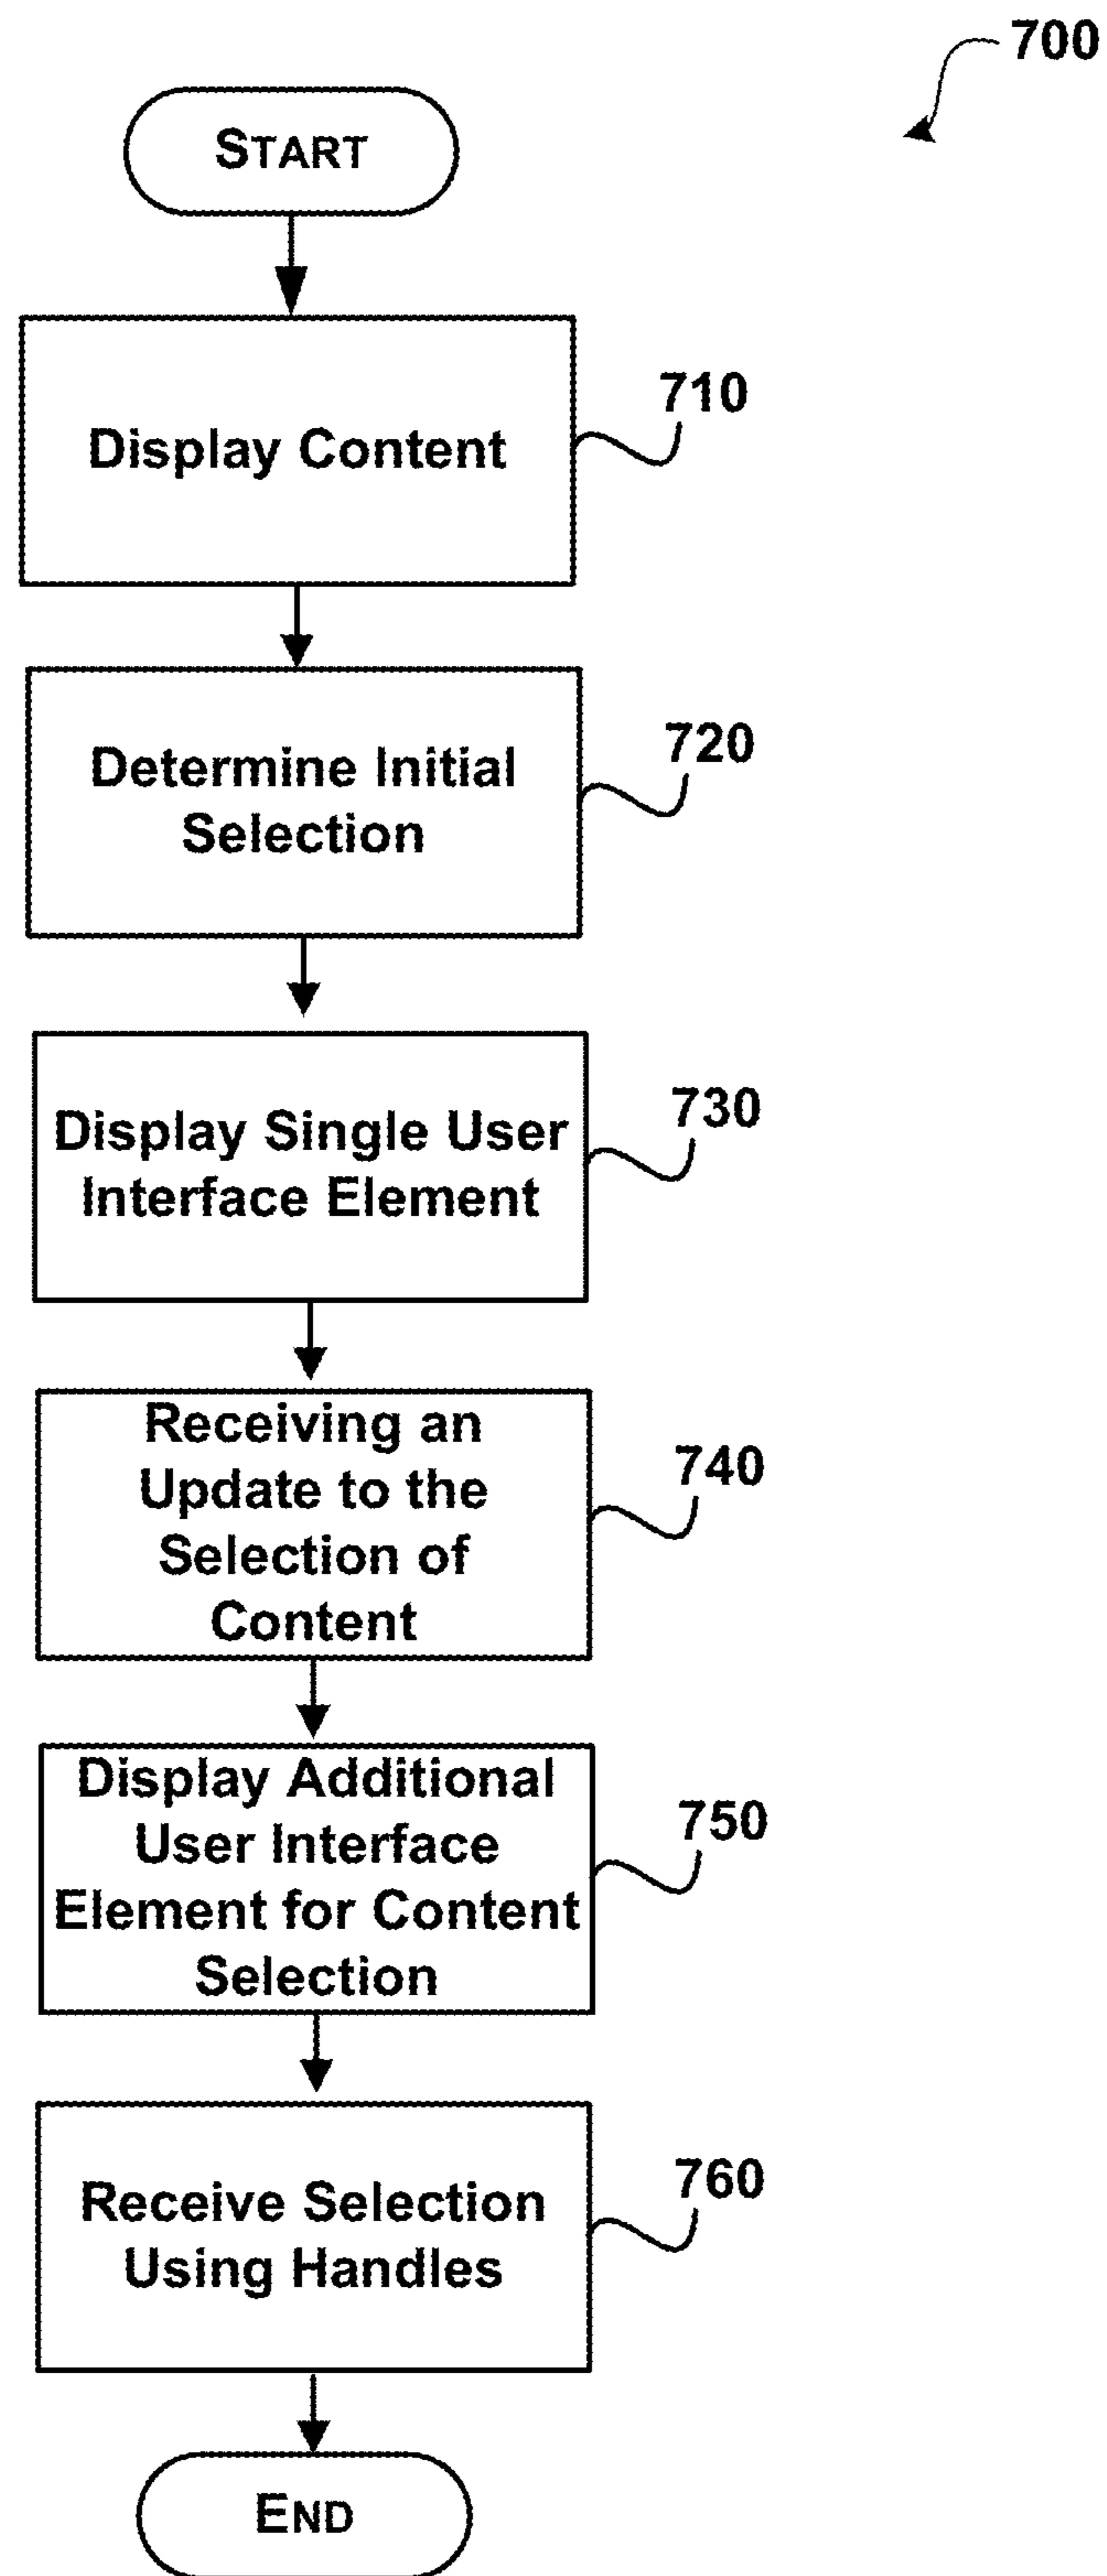 700
START
Display Content
710
Determine Initial
Selection
720
Display Single User
Interface Element
730
Receiving an
Update to the
Selection of
Content
740
Display Additional
User Interface
Element for Content
Selection
750
Receive Selection
Using Handles
760
END